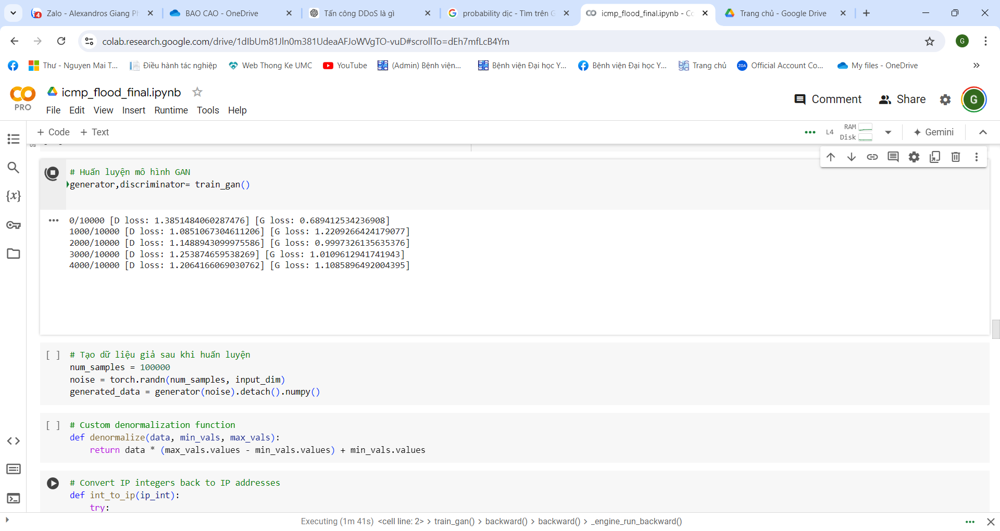 Zalo - Alexandros Giang Ph
BAO CAO - OneDrive
Tấn công DDoS là gì
probability dịc - Tìm trên G
icmp_flood_final.ipynb - Co
Trang chủ - Google Drive
colab.research.google.com/drive/1dIbUm81Jln0m381UdeaAFJoWVgTO-vuD#scrollTo=dEh7mfLcB4Ym
G
Thư - Nguyen Mai T...
Điều hành tác nghiệp
Web Thong Ke UMC
YouTube
(Admin) Bệnh viện...
Bệnh viện Đại học Y...
Bệnh viện Đại học Y...
Trang chủ
Official Account Co...
My files - OneDrive
PRO
icmp_flood_final.ipynb
File Edit View Insert Runtime Tools Help
Comment
Share
G
+ Code + Text
L4
RAM
Disk
Gemini
# Huấn luyện mô hình GAN
generator,discriminator= train_gan()
0/10000 [D loss: 1.3851484060287476] [G loss: 0.689412534236908]
1000/10000 [D loss: 1.0851067304611206] [G loss: 1.2209266424179077]
2000/10000 [D loss: 1.1488943099975586] [G loss: 0.9997326135635376]
3000/10000 [D loss: 1.253874659538269] [G loss: 1.0109612941741943]
4000/10000 [D loss: 1.2064166069030762] [G loss: 1.1085896492004395]
[ ] # Tạo dữ liệu giả sau khi huấn luyện
num_samples = 100000
noise = torch.randn(num_samples, input_dim)
generated_data = generator(noise).detach().numpy()
[ ] # Custom denormalization function
def denormalize(data, min_vals, max_vals):
return data * (max_vals.values - min_vals.values) + min_vals.values
# Convert IP integers back to IP addresses
def int_to_ip(ip_int):
try:
Executing (1m 41s) <cell line: 2> > train_gan() > backward() > backward() > _engine_run_backward()